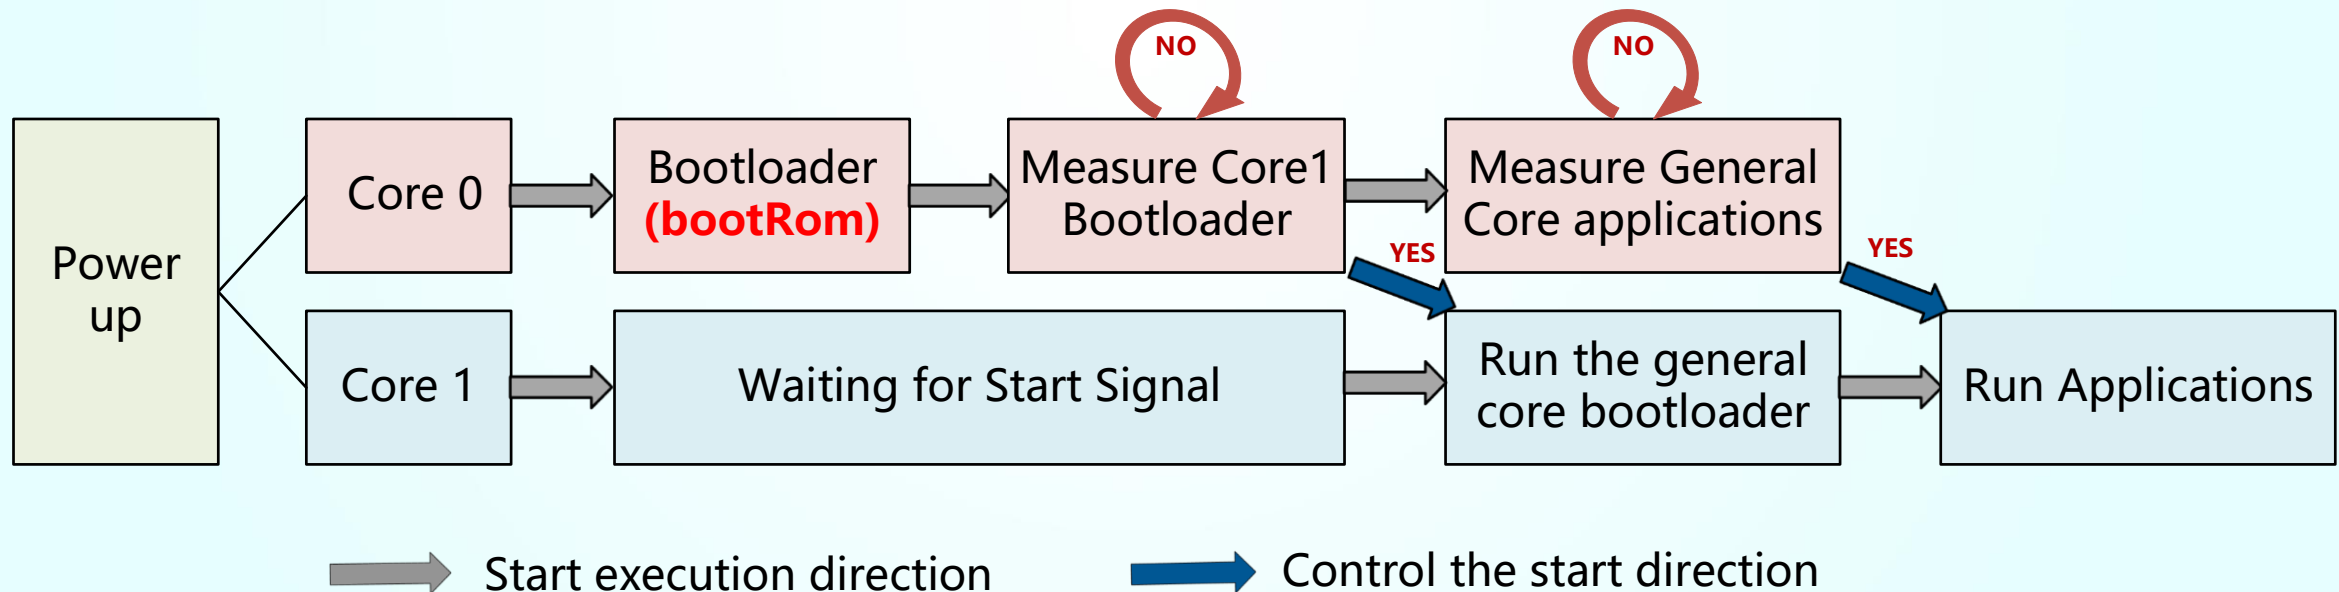 NO
NO
Power
up
Core 0
Bootloader
(bootRom)
Measure Core1
Bootloader
Measure General
Core applications
YES
YES
Core 1
Waiting for Start Signal
Run the general
core bootloader
Run Applications
Start execution direction
Control the start direction